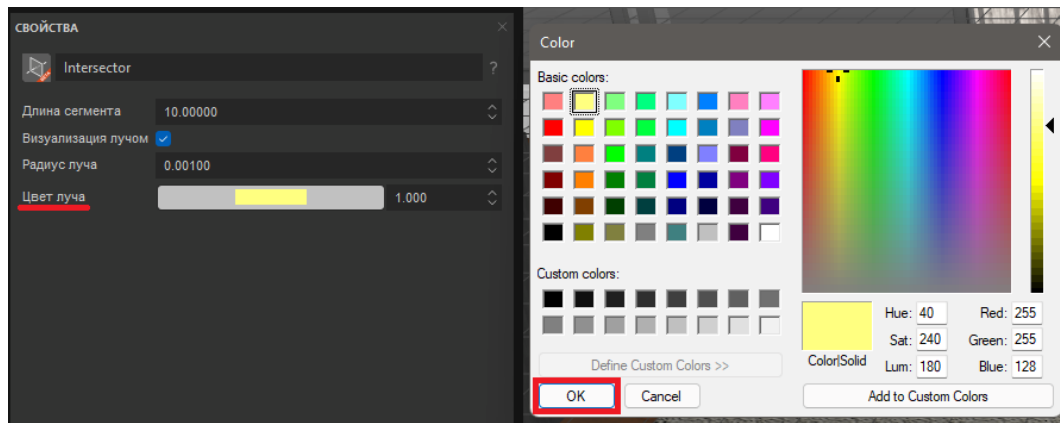 СВОЙСТВА
Intersector
?
Длина сегмента 10.00000
Визуализация лучом
Радиус луча 0.00100
Цвет луча 1.000
Color
Basic colors:
Custom colors:
Define Custom Colors >>
OK Cancel
Color|Solid
Hue: 40 Red: 255
Sat: 240 Green: 255
Lum: 180 Blue: 128
Add to Custom Colors